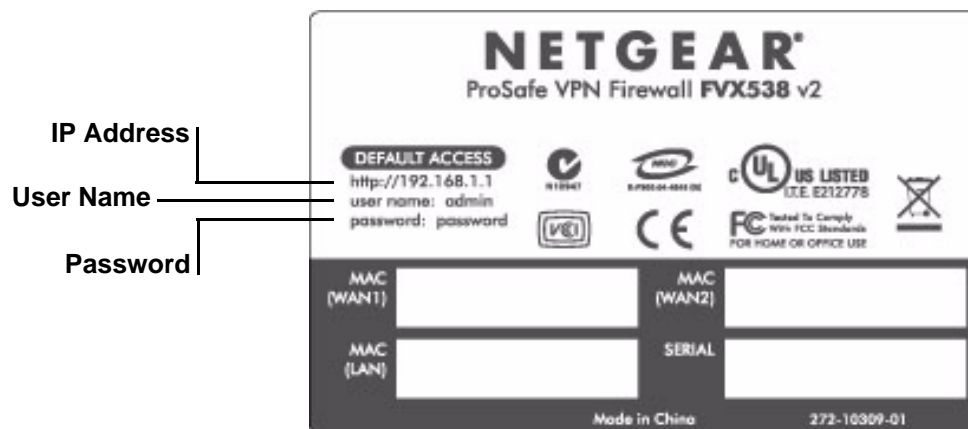 NETGEAR®
ProSafe VPN Firewall FVX538 v2
IP Address
User Name
Password
DEFAULT ACCESS
http://192.168.1.1
user name: admin
password: password
N10947
c UL US LISTED
I.T.E. E212778
VCI
CE
FC Tested To Comply
With FCC Standards
FOR HOME OR OFFICE USE
MAC
(WAN1)
MAC
(WAN2)
MAC
(LAN)
SERIAL
Made in China
272-10309-01